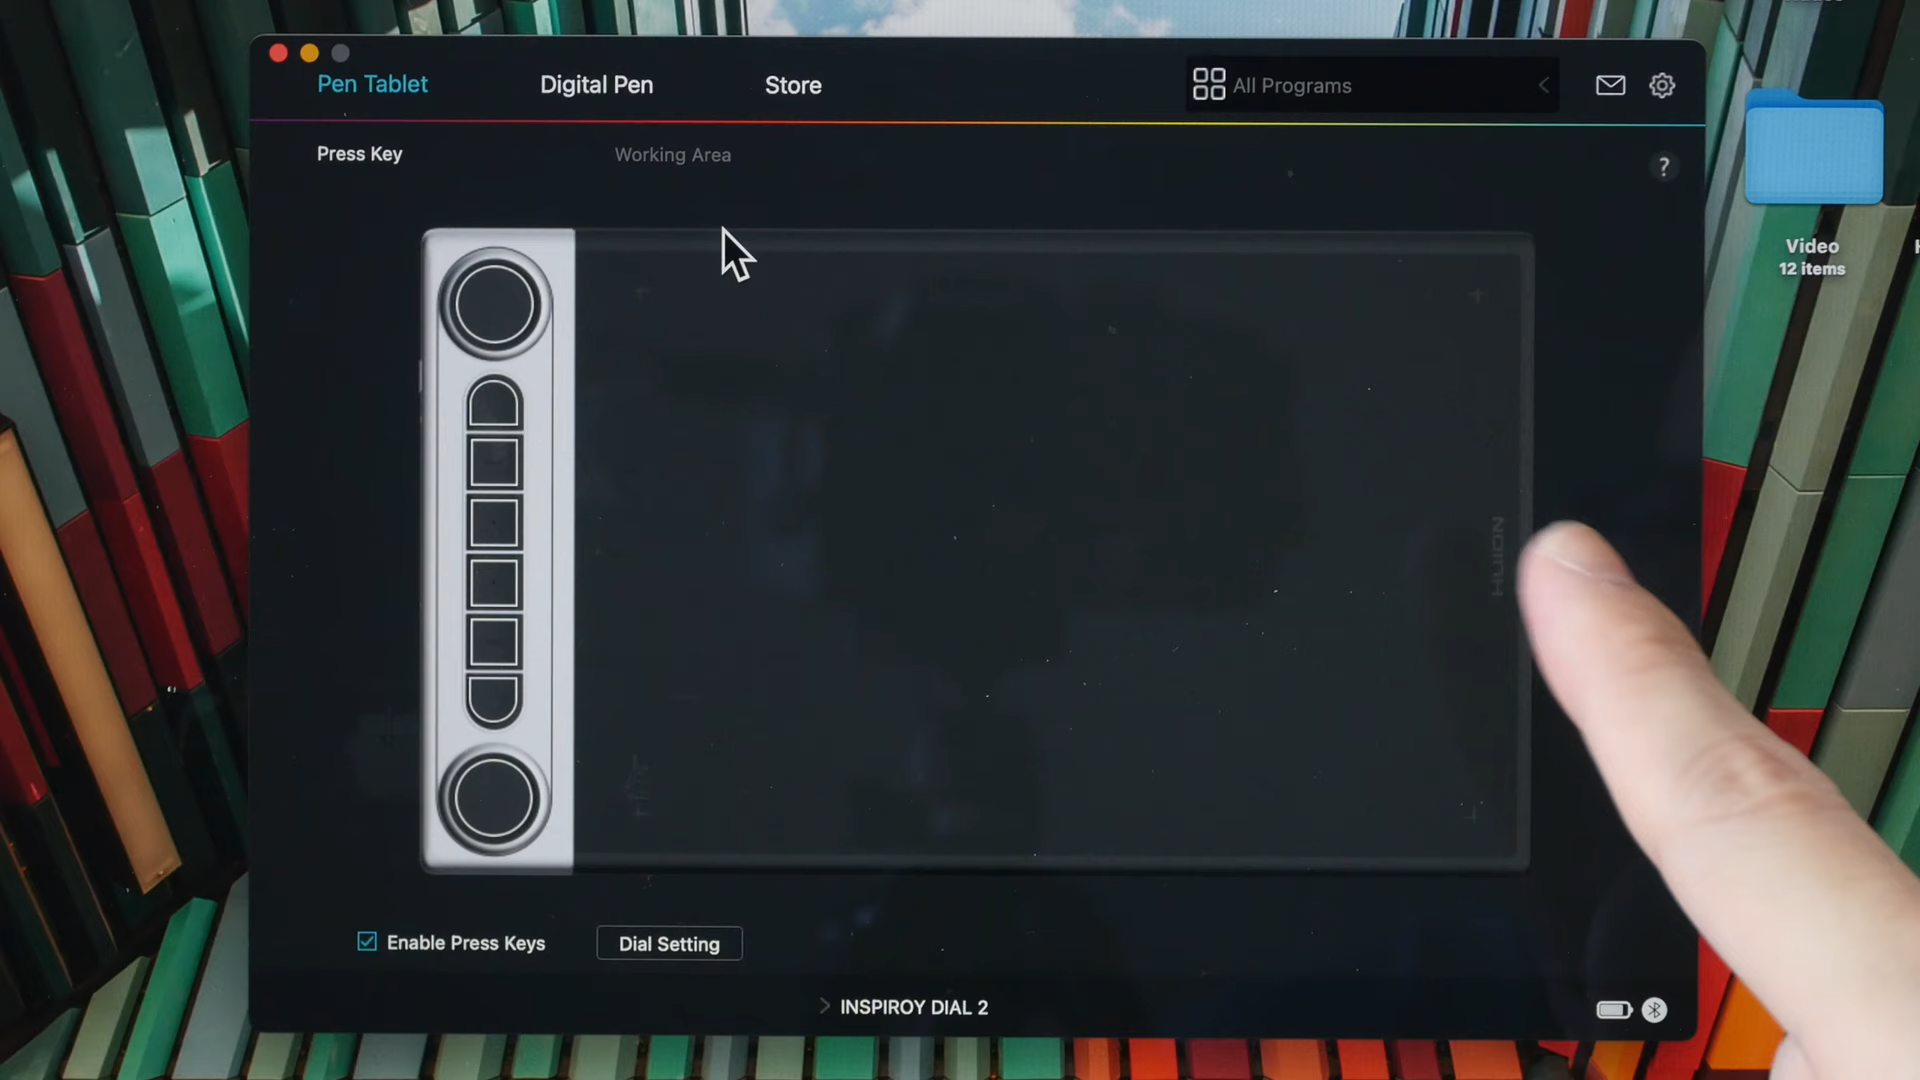 Pen Tablet
Digital Pen
Store
All Programs
Press Key
Working Area
?
Video
12 items
HUION
Enable Press Keys
Dial Setting
> INSPIROY DIAL 2